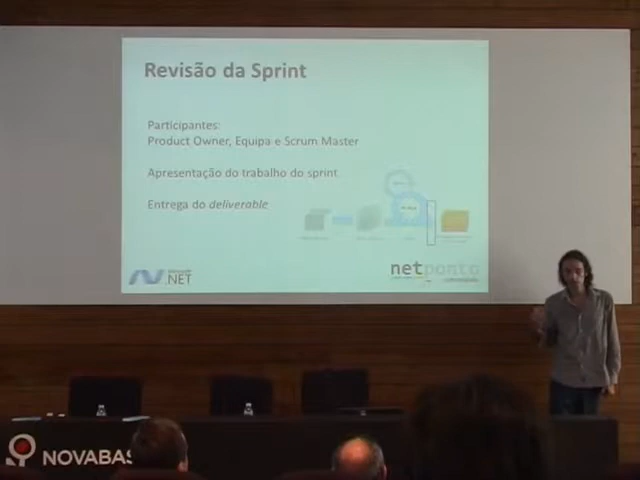 Revisão da Sprint
Participantes:
Product Owner, Equipa e Scrum Master
Apresentação do trabalho do sprint
Entrega do deliverable
.NET
netponto
NOVABAS